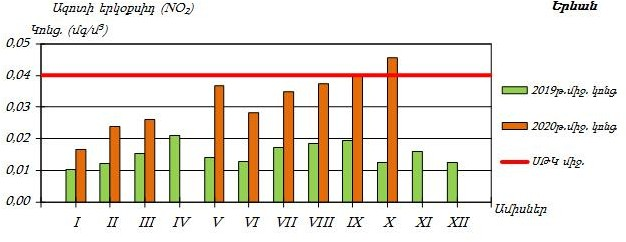 Ազոտի երկօքսիդ (NO₂)
Երևան
Կոնց. (մգ/մ³)
0,05
0,04
0,03
0,02
0,01
0,00
I II III IV V VI VII VIII IX X XI XII
Ամիսներ
2019թ.միջ. կոնց.
2020թ.միջ. կոնց.
ՍԹԿ միջ.